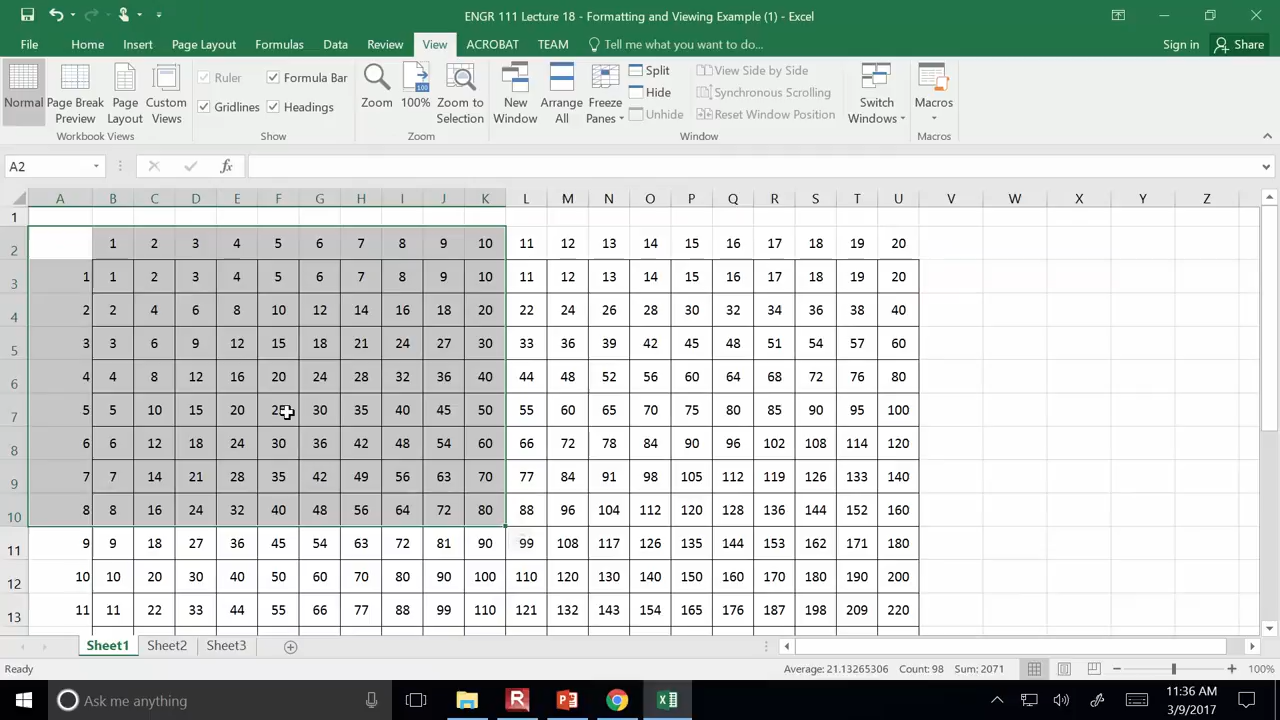 ENGR 111 Lecture 18 - Formatting and Viewing Example (1) - Excel
File Home Insert Page Layout Formulas Data Review View ACROBAT TEAM Tell me what you want to do... Sign in Share
Normal Page Break Preview Page Layout Custom Views
Workbook Views
Ruler Formula Bar
Gridlines Headings
Show
Zoom 100% Zoom to Selection
Zoom
New Window Arrange All Freeze Panes
Split
Hide
Unhide
View Side by Side
Synchronous Scrolling
Reset Window Position
Window
Switch Windows
Macros
Macros
A2 fx
A B C D E F G H I J K L M N O P Q R S T U V W X Y Z
1
2 1 2 3 4 5 6 7 8 9 10 11 12 13 14 15 16 17 18 19 20
3 1 1 2 3 4 5 6 7 8 9 10 11 12 13 14 15 16 17 18 19 20
4 2 2 4 6 8 10 12 14 16 18 20 22 24 26 28 30 32 34 36 38 40
5 3 3 6 9 12 15 18 21 24 27 30 33 36 39 42 45 48 51 54 57 60
6 4 4 8 12 16 20 24 28 32 36 40 44 48 52 56 60 64 68 72 76 80
7 5 5 10 15 20 25 30 35 40 45 50 55 60 65 70 75 80 85 90 95 100
8 6 6 12 18 24 30 36 42 48 54 60 66 72 78 84 90 96 102 108 114 120
9 7 7 14 21 28 35 42 49 56 63 70 77 84 91 98 105 112 119 126 133 140
10 8 8 16 24 32 40 48 56 64 72 80 88 96 104 112 120 128 136 144 152 160
11 9 9 18 27 36 45 54 63 72 81 90 99 108 117 126 135 144 153 162 171 180
12 10 10 20 30 40 50 60 70 80 90 100 110 120 130 140 150 160 170 180 190 200
13 11 11 22 33 44 55 66 77 88 99 110 121 132 143 154 165 176 187 198 209 220
Sheet1 Sheet2 Sheet3
Ready Average: 21.13265306 Count: 98 Sum: 2071 100%
Ask me anything
11:36 AM
3/9/2017